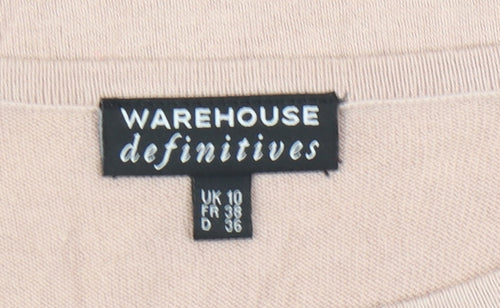 WAREHOUSE
definitives
UK 10
FR 38
D 36